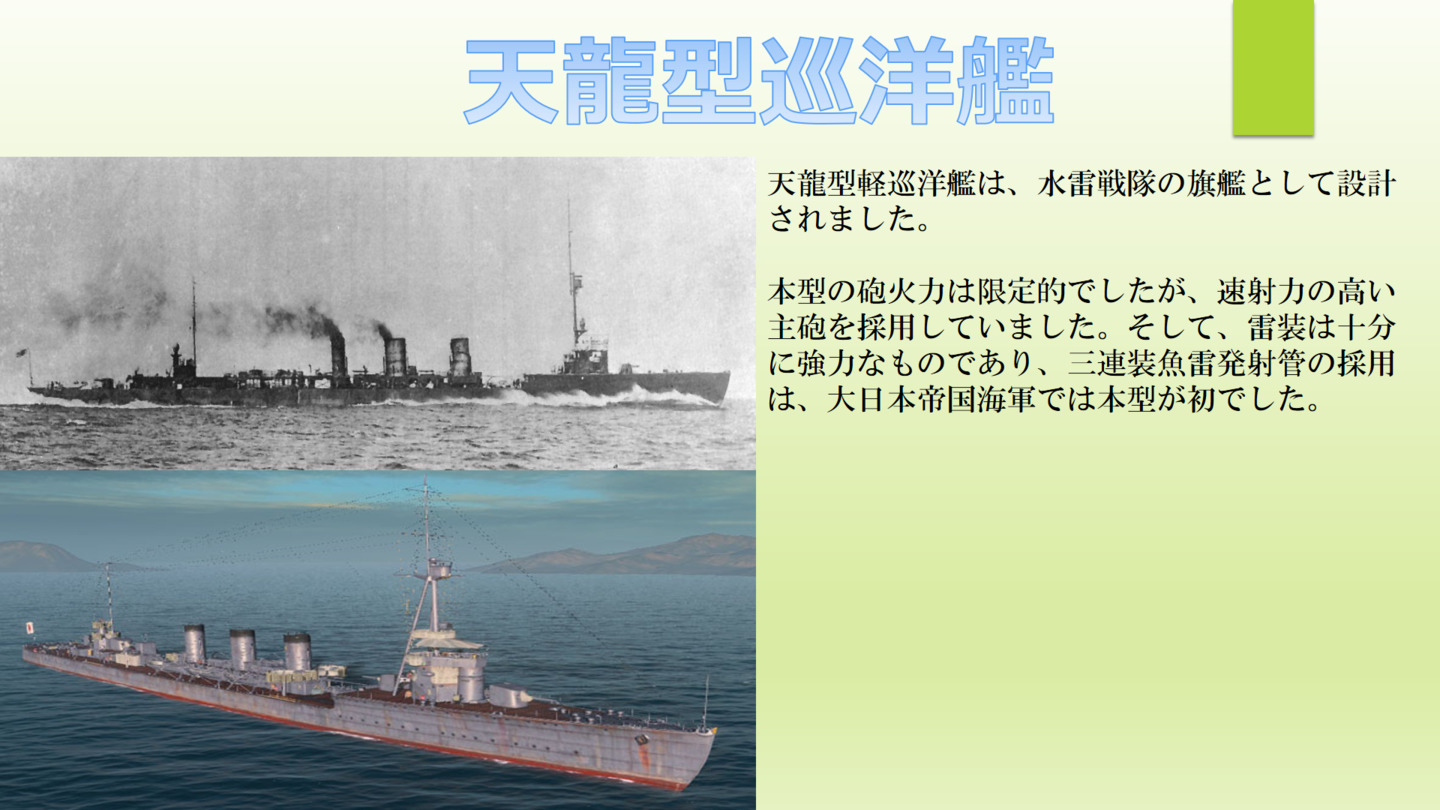 天龍型巡洋艦
天龍型軽巡洋艦は、水雷戦隊の旗艦として設計
されました。
本型の砲火力は限定的でしたが、速射力の高い
主砲を採用していました。そして、雷装は十分
に強力なものであり、三連装魚雷発射管の採用
は、大日本帝国海軍では本型が初でした。